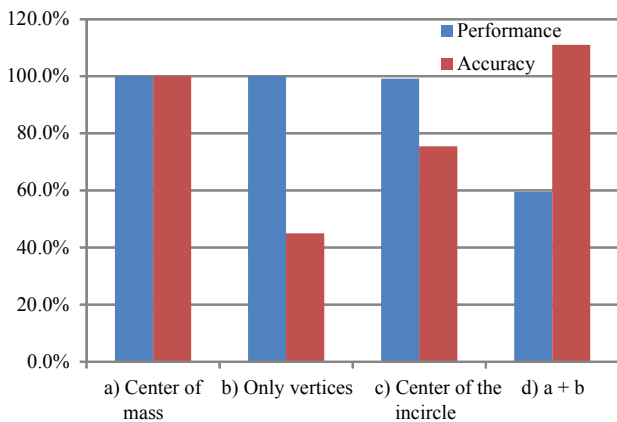 120.0%
Performance
Accuracy
100.0%
80.0%
60.0%
40.0%
20.0%
0.0%
a) Center of
mass
b) Only vertices
c) Center of the
incircle
d) a + b